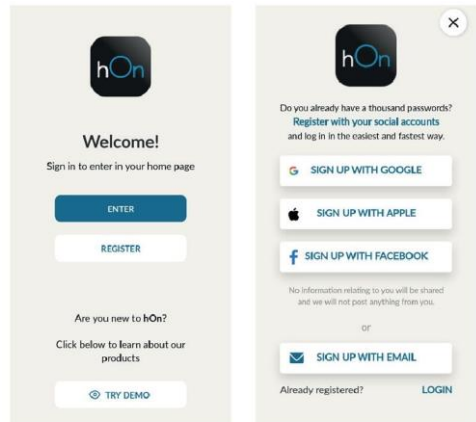 hOn
Welcome!
Sign in to enter in your home page
ENTER
REGISTER
Are you new to hOn?
Click below to learn about our
products
TRY DEMO
hOn
Do you already have a thousand passwords?
Register with your social accounts
and log in in the easiest and fastest way.
SIGN UP WITH GOOGLE
SIGN UP WITH APPLE
SIGN UP WITH FACEBOOK
No information relating to you will be shared
and we will not post anything from you.
or
SIGN UP WITH EMAIL
Already registered? LOGIN